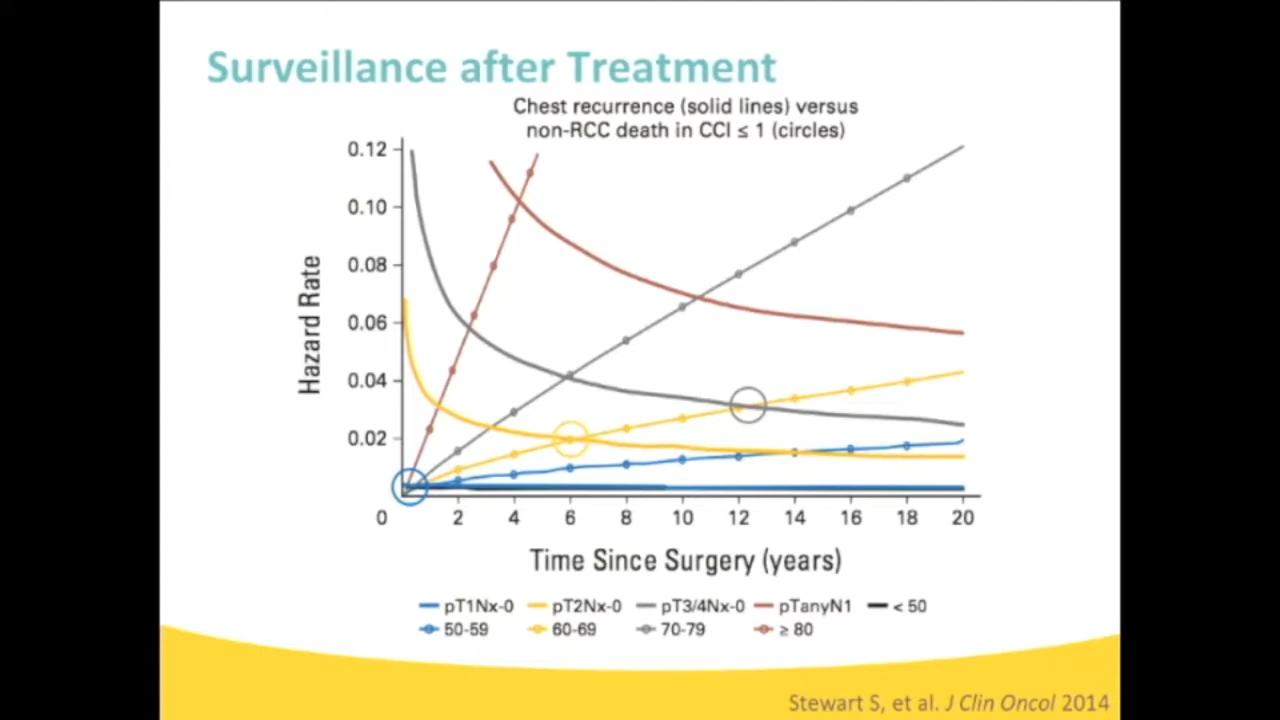 Surveillance after Treatment
Chest recurrence (solid lines) versus
non-RCC death in CCI ≤ 1 (circles)
Hazard Rate
0.12
0.10
0.08
0.06
0.04
0.02
0 2 4 6 8 10 12 14 16 18 20
Time Since Surgery (years)
pT1Nx-0 pT2Nx-0 pT3/4Nx-0 pTanyN1 < 50
50-59 60-69 70-79 ≥ 80
Stewart S, et al. J Clin Oncol 2014